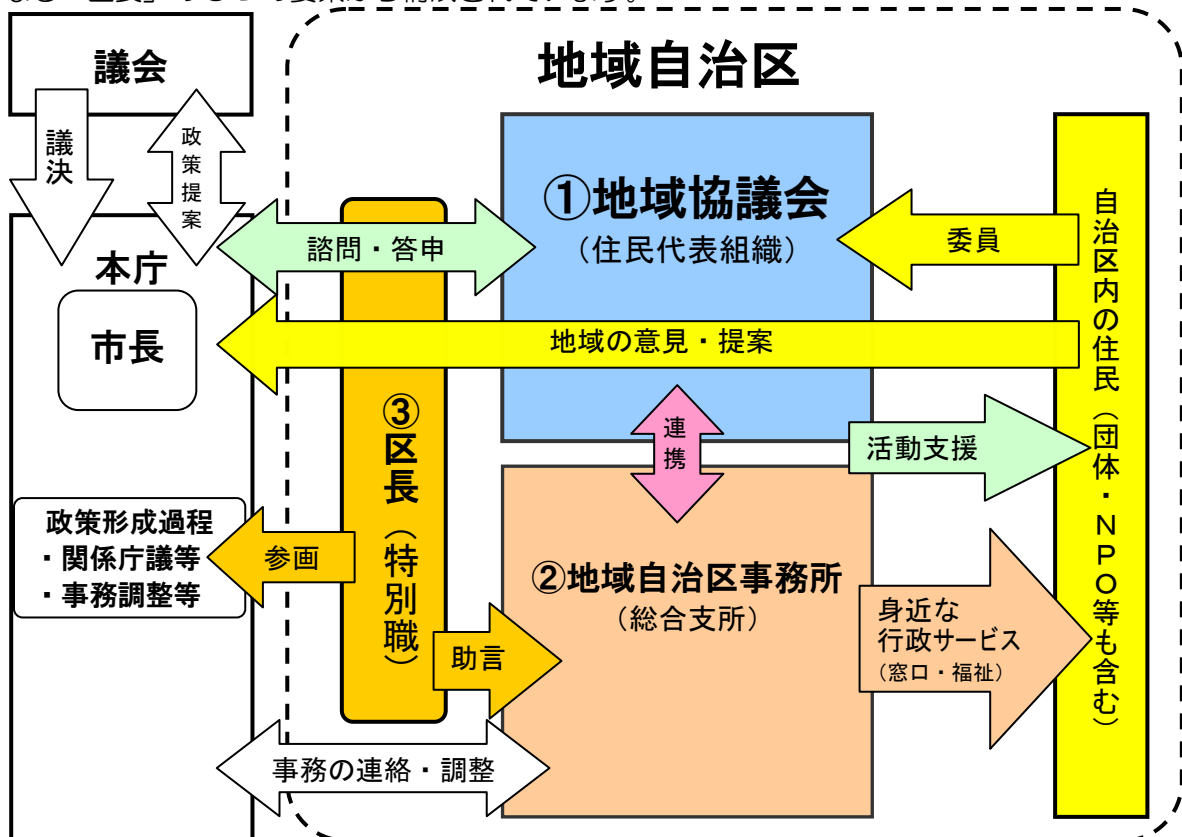 議会
地域自治区
議決
政策提案
①地域協議会
（住民代表組織）
諮問・答申
委員
本庁
市長
地域の意見・提案
自治区内の住民（団体・NPO等も含む）
③区長（特別職）
連携
活動支援
政策形成過程
・関係庁議等
・事務調整等
参画
②地域自治区事務所
（総合支所）
助言
身近な
行政サービス
（窓口・福祉）
事務の連絡・調整